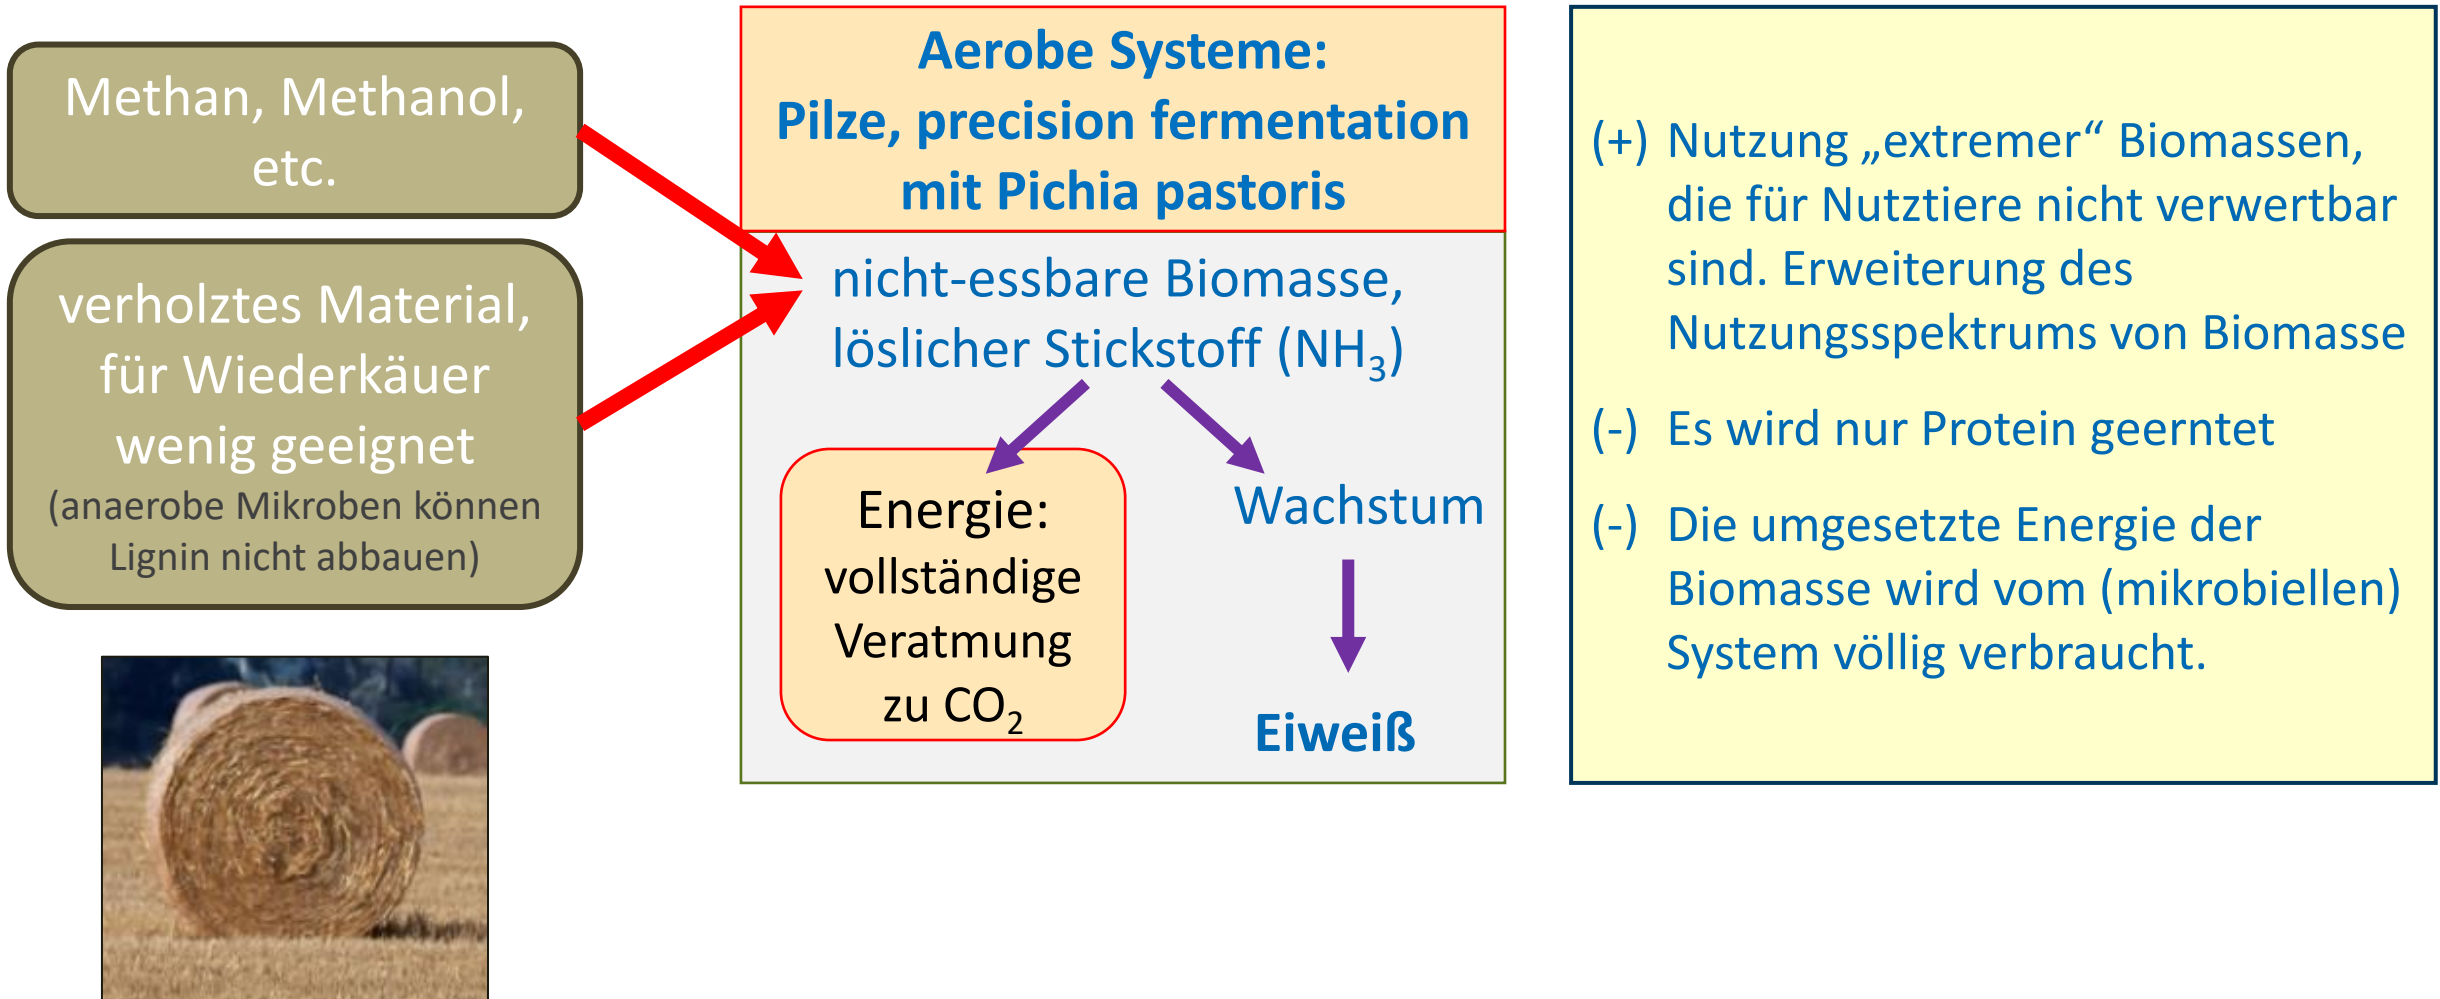 Methan, Methanol,
etc.
verholztes Material,
für Wiederkäuer
wenig geeignet
(anaerobe Mikroben können
Lignin nicht abbauen)
Aerobe Systeme:
Pilze, precision fermentation
mit Pichia pastoris
nicht-essbare Biomasse,
löslicher Stickstoff (NH₃)
Energie:
vollständige
Veratmung
zu CO₂
Wachstum
Eiweiß
(+) Nutzung „extremer“ Biomassen,
die für Nutztiere nicht verwertbar
sind. Erweiterung des
Nutzungsspektrums von Biomasse
(-) Es wird nur Protein geerntet
(-) Die umgesetzte Energie der
Biomasse wird vom (mikrobiellen)
System völlig verbraucht.